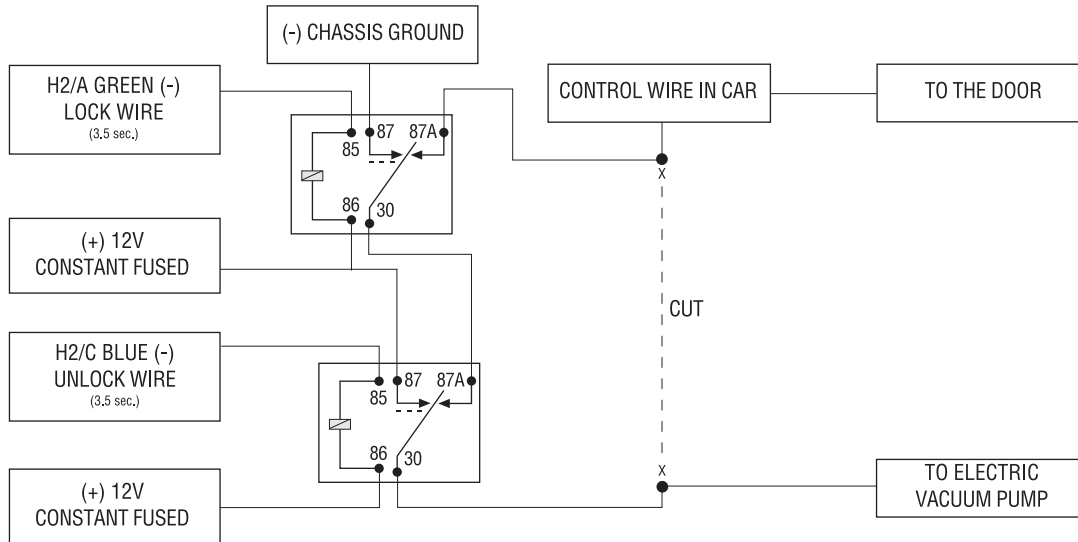 (-) CHASSIS GROUND
H2/A GREEN (-)
LOCK WIRE
(3.5 sec.)
CONTROL WIRE IN CAR
TO THE DOOR
87
87A
85
86
30
X
(+) 12V
CONSTANT FUSED
CUT
H2/C BLUE (-)
UNLOCK WIRE
(3.5 sec.)
87
87A
85
86
30
X
(+) 12V
CONSTANT FUSED
TO ELECTRIC
VACUUM PUMP